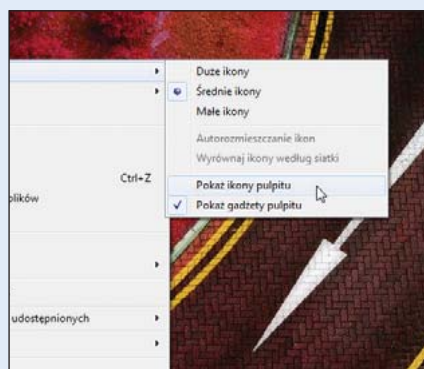 Duże ikony
Średnie ikony
Małe ikony
Autorozmieszczanie ikon
Wyrównaj ikony według siatki
Ctrl+Z
Pokaż ikony pulpitu
plików
Pokaż gadżety pulpitu
udostępnionych